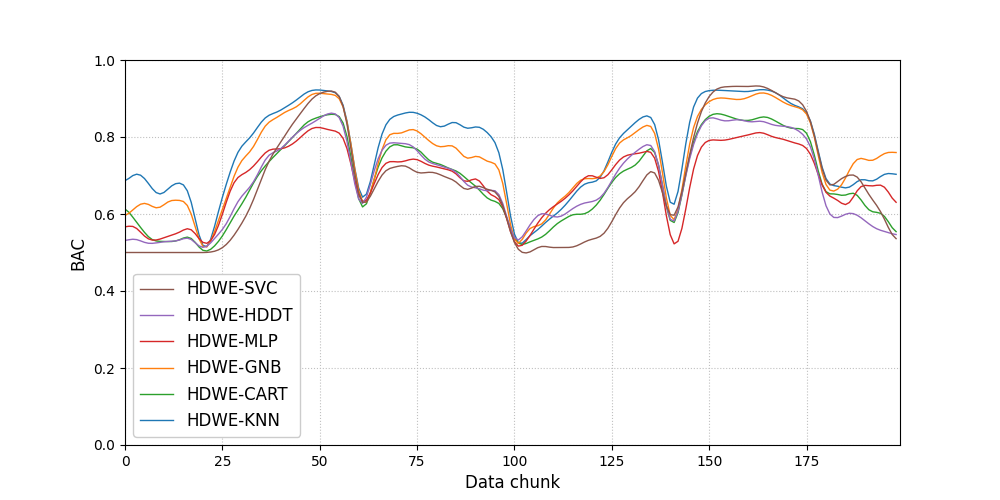 1.0
0.8
0.6
0.4
0.2
0.0
BAC
HDWE-SVC
HDWE-HDDT
HDWE-MLP
HDWE-GNB
HDWE-CART
HDWE-KNN
0 25 50 75 100 125 150 175
Data chunk